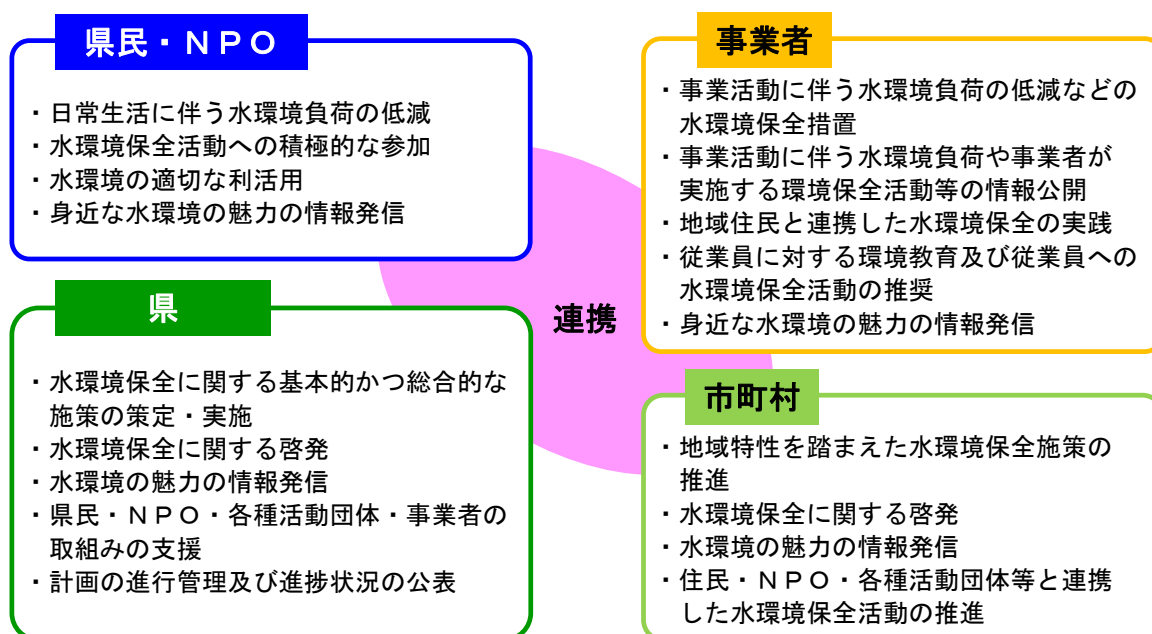 県民・ＮＰＯ
・日常生活に伴う水環境負荷の低減
・水環境保全活動への積極的な参加
・水環境の適切な利活用
・身近な水環境の魅力の情報発信
事業者
・事業活動に伴う水環境負荷の低減などの
水環境保全措置
・事業活動に伴う水環境負荷や事業者が
実施する環境保全活動等の情報公開
・地域住民と連携した水環境保全の実践
・従業員に対する環境教育及び従業員への
水環境保全活動の推奨
・身近な水環境の魅力の情報発信
連携
県
・水環境保全に関する基本的かつ総合的な
施策の策定・実施
・水環境保全に関する啓発
・水環境の魅力の情報発信
・県民・ＮＰＯ・各種活動団体・事業者の
取組みの支援
・計画の進行管理及び進捗状況の公表
市町村
・地域特性を踏まえた水環境保全施策の
推進
・水環境保全に関する啓発
・水環境の魅力の情報発信
・住民・ＮＰＯ・各種活動団体等と連携
した水環境保全活動の推進